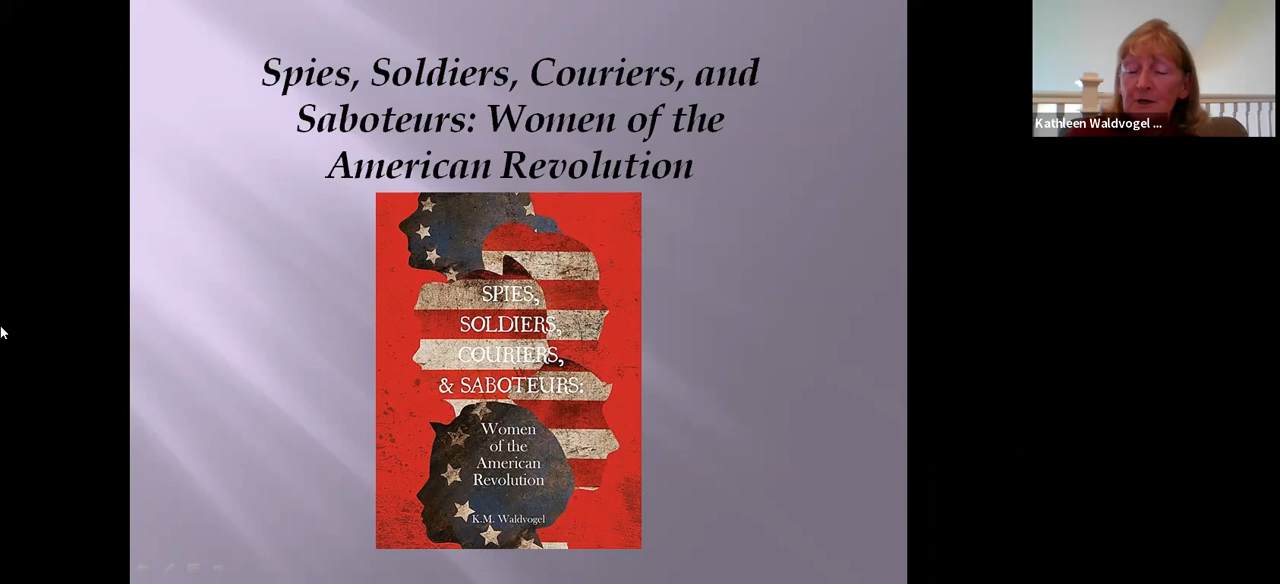 Spies, Soldiers, Couriers, and
Saboteurs: Women of the
American Revolution
SPIES,
SOLDIERS,
COURIERS,
& SABOTEURS:
Women
of the
American
Revolution
K.M. Waldvogel
Kathleen Waldvogel ...